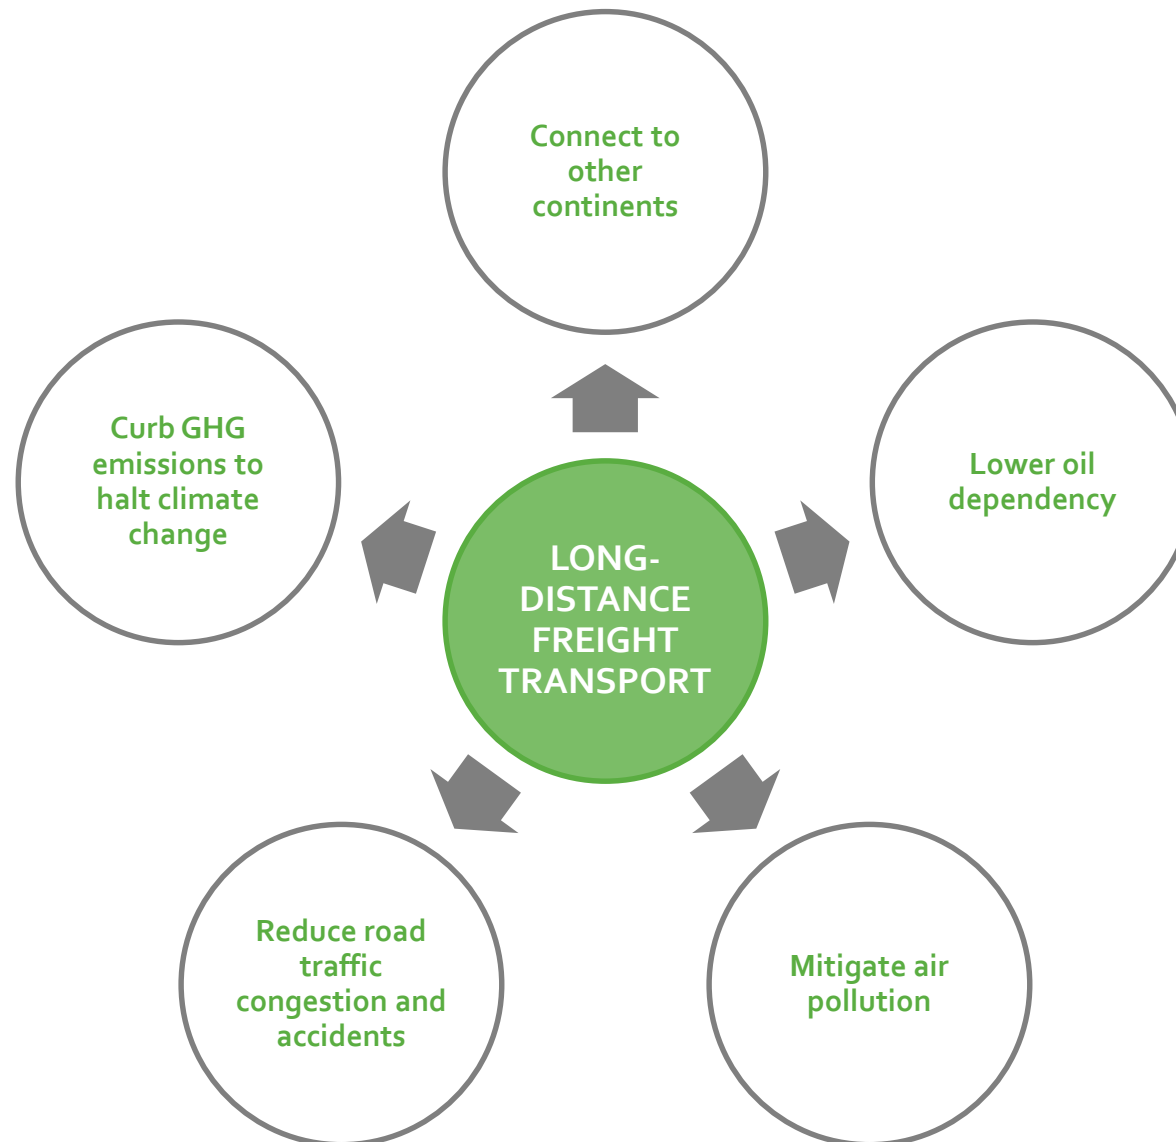 Connect to
other
continents
Curb GHG
emissions to
halt climate
change
Lower oil
dependency
LONG-
DISTANCE
FREIGHT
TRANSPORT
Reduce road
traffic
congestion and
accidents
Mitigate air
pollution